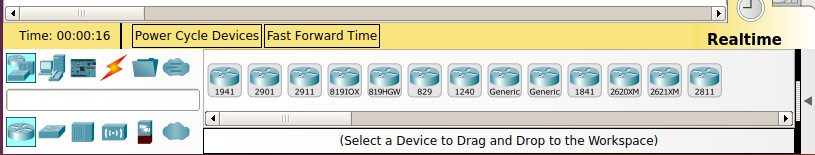 Time: 00:00:16 Power Cycle Devices Fast Forward Time
Realtime
1941 2901 2911 819IOX 819HGW 829 1240 Generic Generic 1841 2620XM 2621XM 2811
(Select a Device to Drag and Drop to the Workspace)